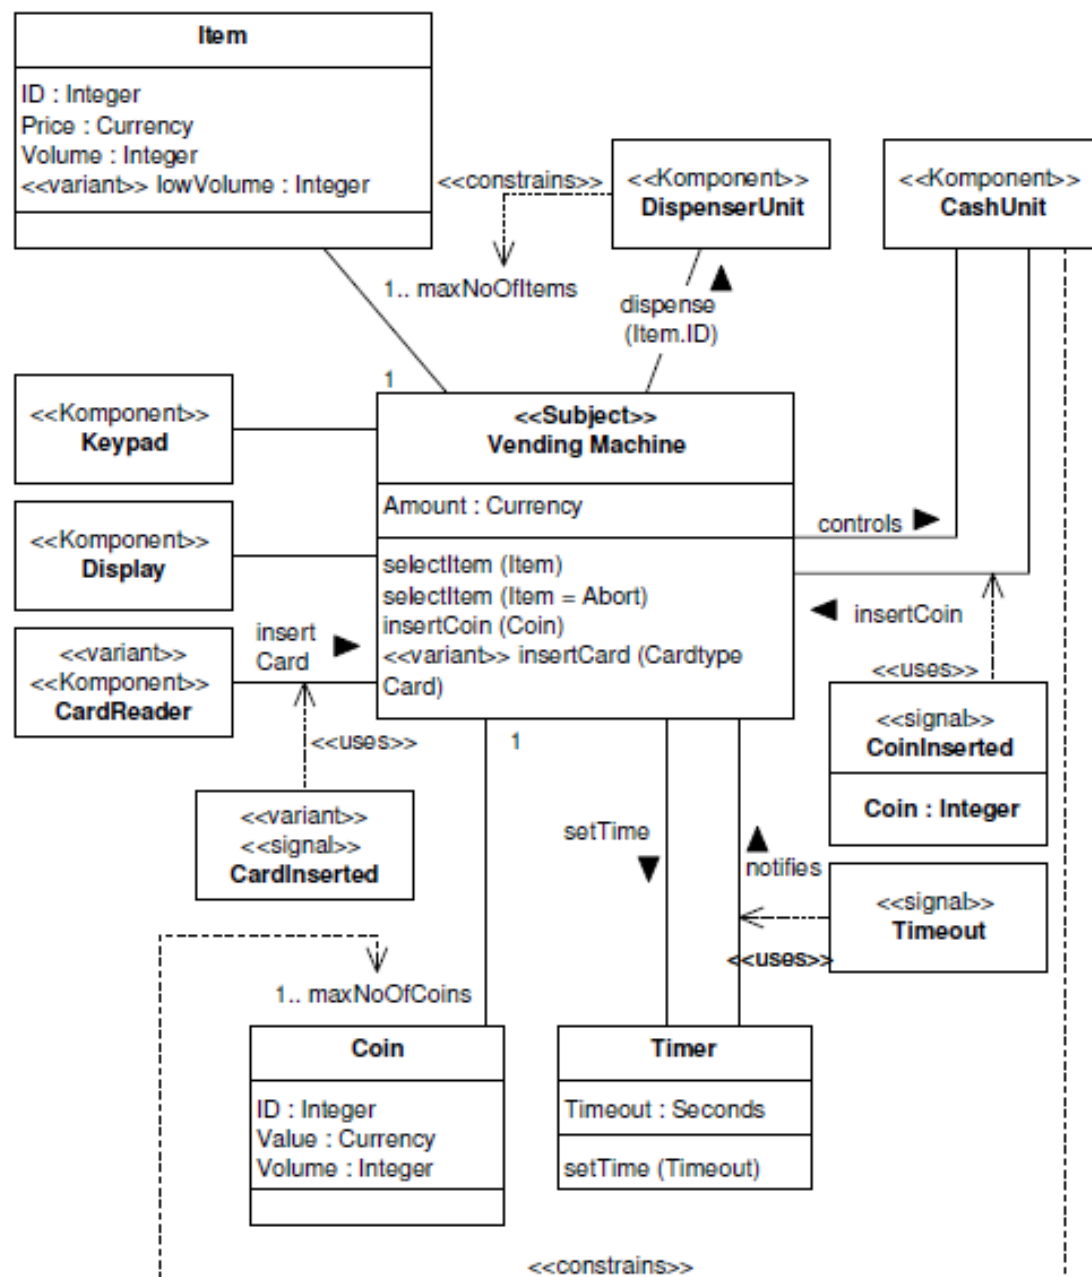 Item
ID : Integer
Price : Currency
Volume : Integer
<<variant>> lowVolume : Integer
<<constrains>>
<<Komponent>>
DispenserUnit
<<Komponent>>
CashUnit
1.. maxNoOfItems
dispense
(Item.ID)
1
<<Komponent>>
Keypad
<<Subject>>
Vending Machine
Amount : Currency
selectItem (Item)
selectItem (Item = Abort)
insertCoin (Coin)
<<variant>> insertCard (Cardtype
Card)
controls
<<Komponent>>
Display
insertCoin
insert
Card
<<variant>>
<<Komponent>>
CardReader
<<uses>>
<<uses>>
<<signal>>
CoinInserted
Coin : Integer
1
<<variant>>
<<signal>>
CardInserted
setTime
notifies
<<signal>>
Timeout
<<uses>>
1.. maxNoOfCoins
Coin
ID : Integer
Value : Currency
Volume : Integer
Timer
Timeout : Seconds
setTime (Timeout)
<<constrains>>